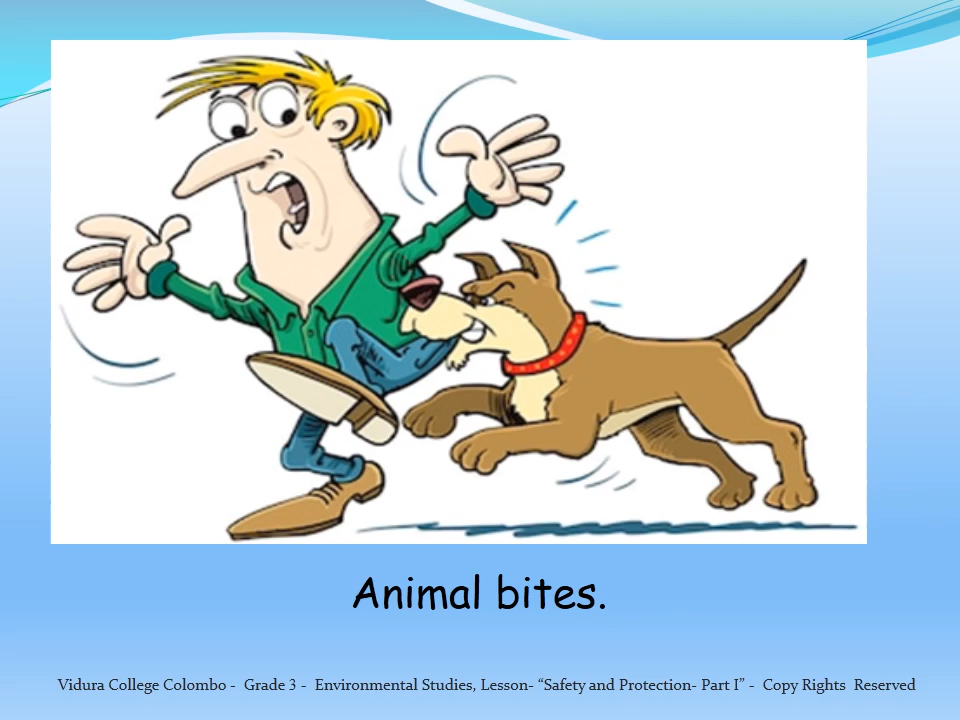 Animal bites.
Vidura College Colombo - Grade 3 - Environmental Studies, Lesson- “Safety and Protection- Part I” - Copy Rights Reserved